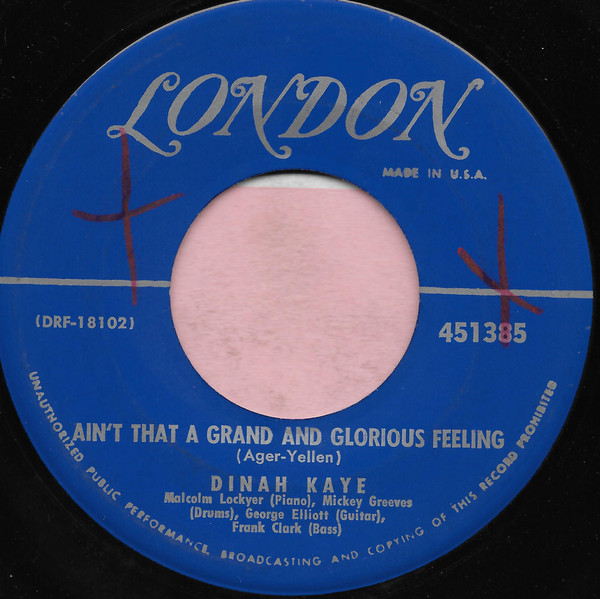 LONDON
MADE IN U.S.A.
(DRF-18102)
451385
AIN'T THAT A GRAND AND GLORIOUS FEELING
(Ager-Yellen)
DINAH KAYE
Malcolm Lockyer (Piano), Mickey Greeves
(Drums), George Elliott (Guitar),
Frank Clark (Bass)
UNAUTHORIZED PUBLIC PERFORMANCE, BROADCASTING AND COPYING OF THIS RECORD PROHIBITED